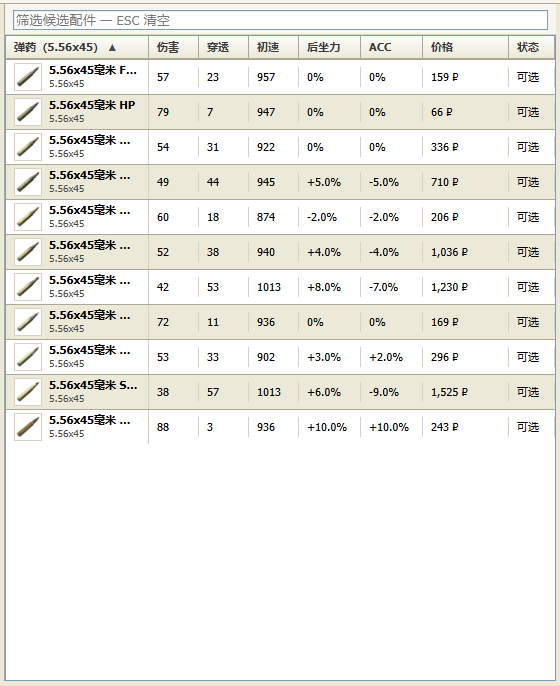 筛选候选配件 — ESC 清空
弹药 (5.56x45) ▲ 伤害 穿透 初速 后坐力 ACC 价格 状态
5.56x45毫米 F... 57 23 957 0% 0% 159 ₽ 可选
5.56x45
5.56x45毫米 HP 79 7 947 0% 0% 66 ₽ 可选
5.56x45
5.56x45毫米 ... 54 31 922 0% 0% 336 ₽ 可选
5.56x45
5.56x45毫米 ... 49 44 945 +5.0% -5.0% 710 ₽ 可选
5.56x45
5.56x45毫米 ... 60 18 874 -2.0% -2.0% 206 ₽ 可选
5.56x45
5.56x45毫米 ... 52 38 940 +4.0% -4.0% 1,036 ₽ 可选
5.56x45
5.56x45毫米 ... 42 53 1013 +8.0% -7.0% 1,230 ₽ 可选
5.56x45
5.56x45毫米 ... 72 11 936 0% 0% 169 ₽ 可选
5.56x45
5.56x45毫米 ... 53 33 902 +3.0% +2.0% 296 ₽ 可选
5.56x45
5.56x45毫米 S... 38 57 1013 +6.0% -9.0% 1,525 ₽ 可选
5.56x45
5.56x45毫米 ... 88 3 936 +10.0% +10.0% 243 ₽ 可选
5.56x45